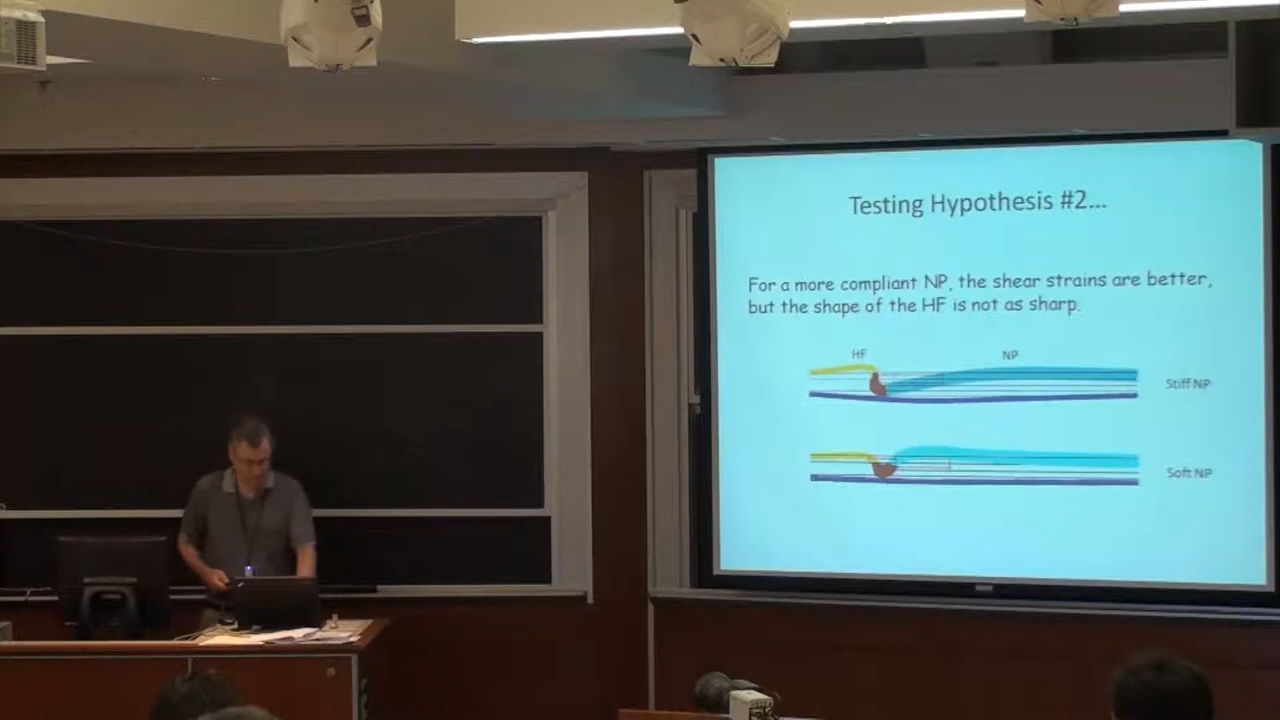 Testing Hypothesis #2...
For a more compliant NP, the shear strains are better,
but the shape of the HF is not as sharp.
HF
NP
Stiff NP
Soft NP